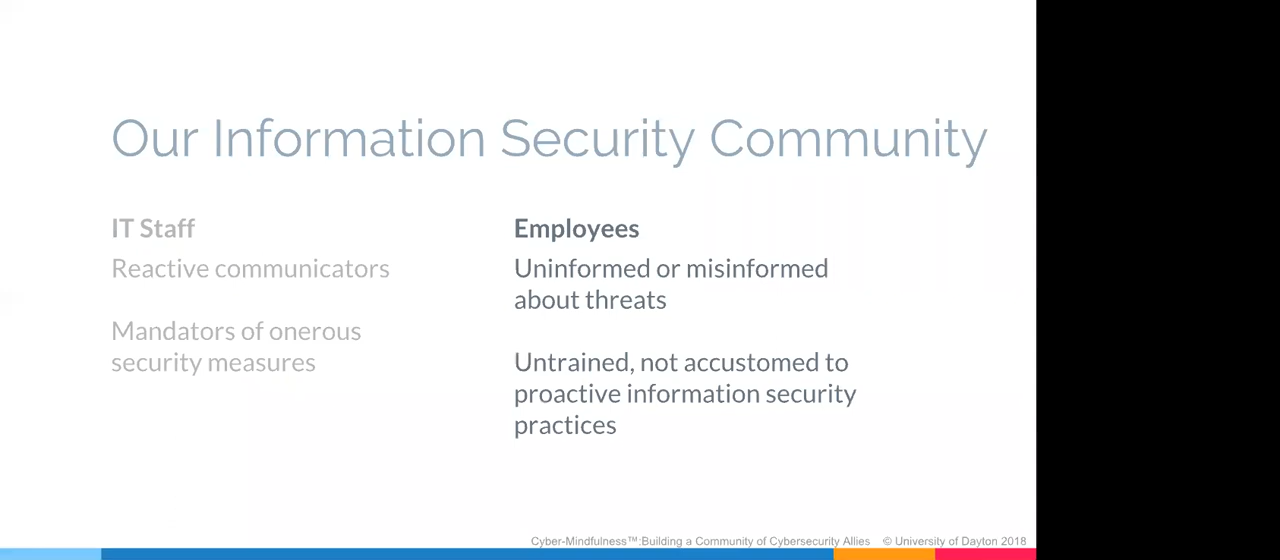 Our Information Security Community
IT Staff
Reactive communicators
Mandators of onerous
security measures
Employees
Uninformed or misinformed
about threats
Untrained, not accustomed to
proactive information security
practices
Cyber-Mindfulness™:Building a Community of Cybersecurity Allies © University of Dayton 2018